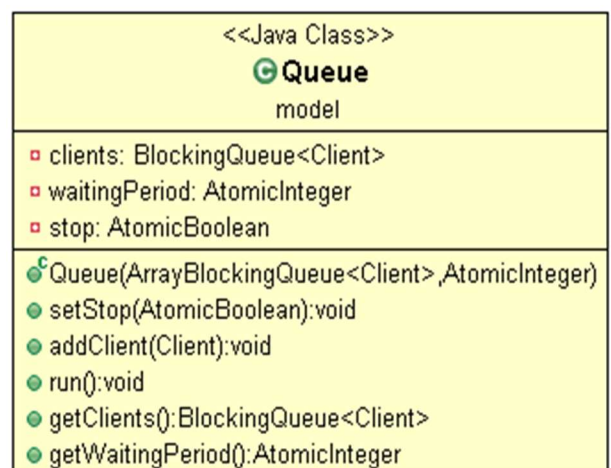 <<Java Class>>
C Queue
model
clients: BlockingQueue<Client>
waitingPeriod: AtomicInteger
stop: AtomicBoolean
C Queue(ArrayBlockingQueue<Client>,AtomicInteger)
setStop(AtomicBoolean):void
addClient(Client):void
run():void
getClients():BlockingQueue<Client>
getWaitingPeriod():AtomicInteger